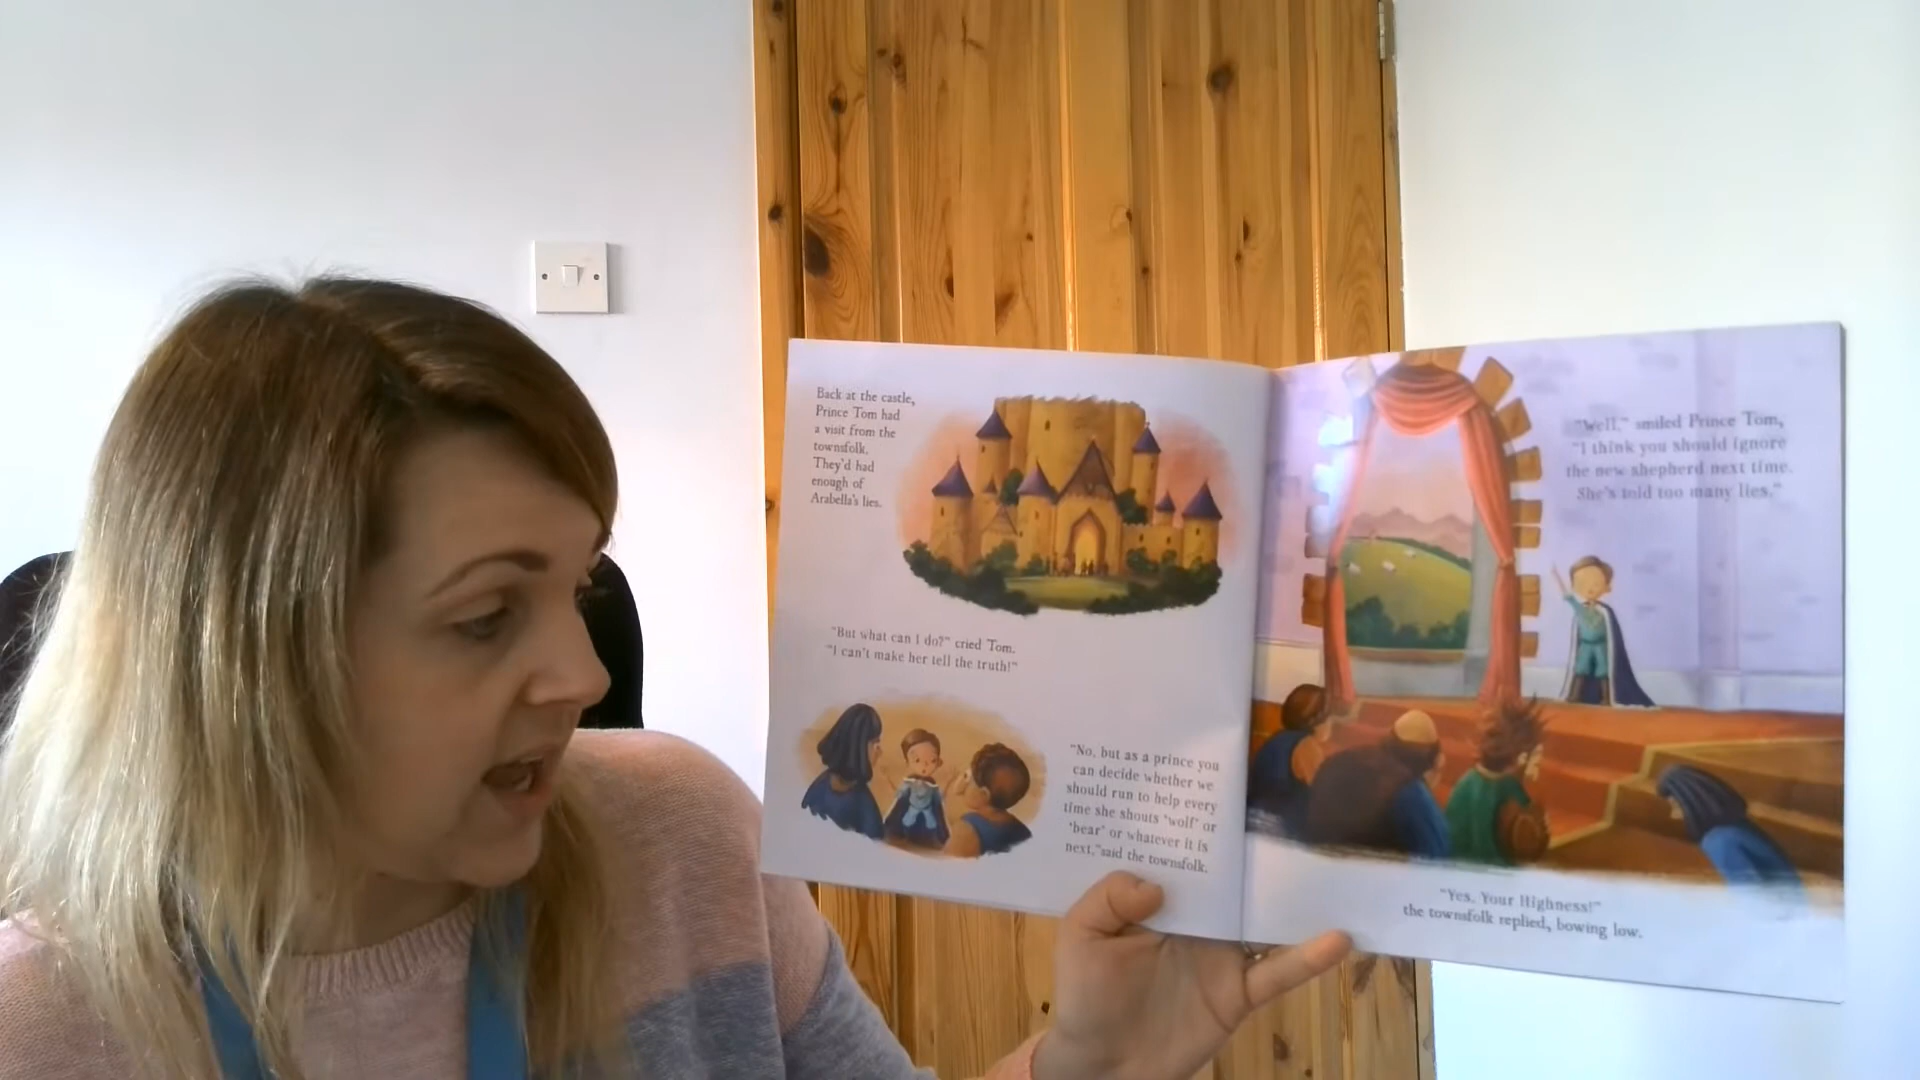 Back at the castle,
Prince Tom had
a visit from the
townsfolk.
They'd had
enough of
Arabella's lies.
"But what can I do?" cried Tom.
"I can't make her tell the truth!"
"No, but as a prince you
can decide whether we
should run to help every
time she shouts 'wolf' or
'bear' or whatever it is
next,"said the townsfolk.
"Well," smiled Prince Tom,
"I think you should ignore
the new shepherd next time.
She's told too many lies."
"Yes, Your Highness!"
the townsfolk replied, bowing low.